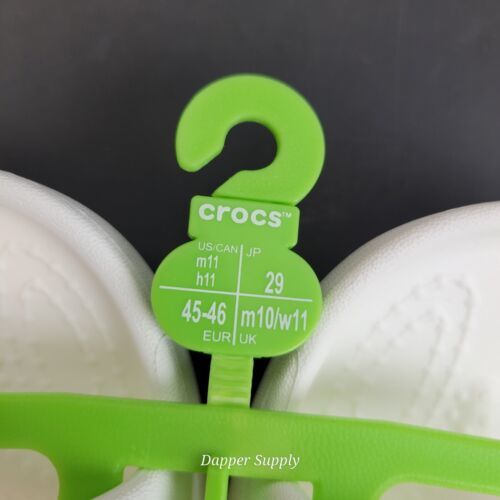 crocs™
US/CAN JP
m11
h11
29
45-46 m10/w11
EUR UK
Dapper Supply